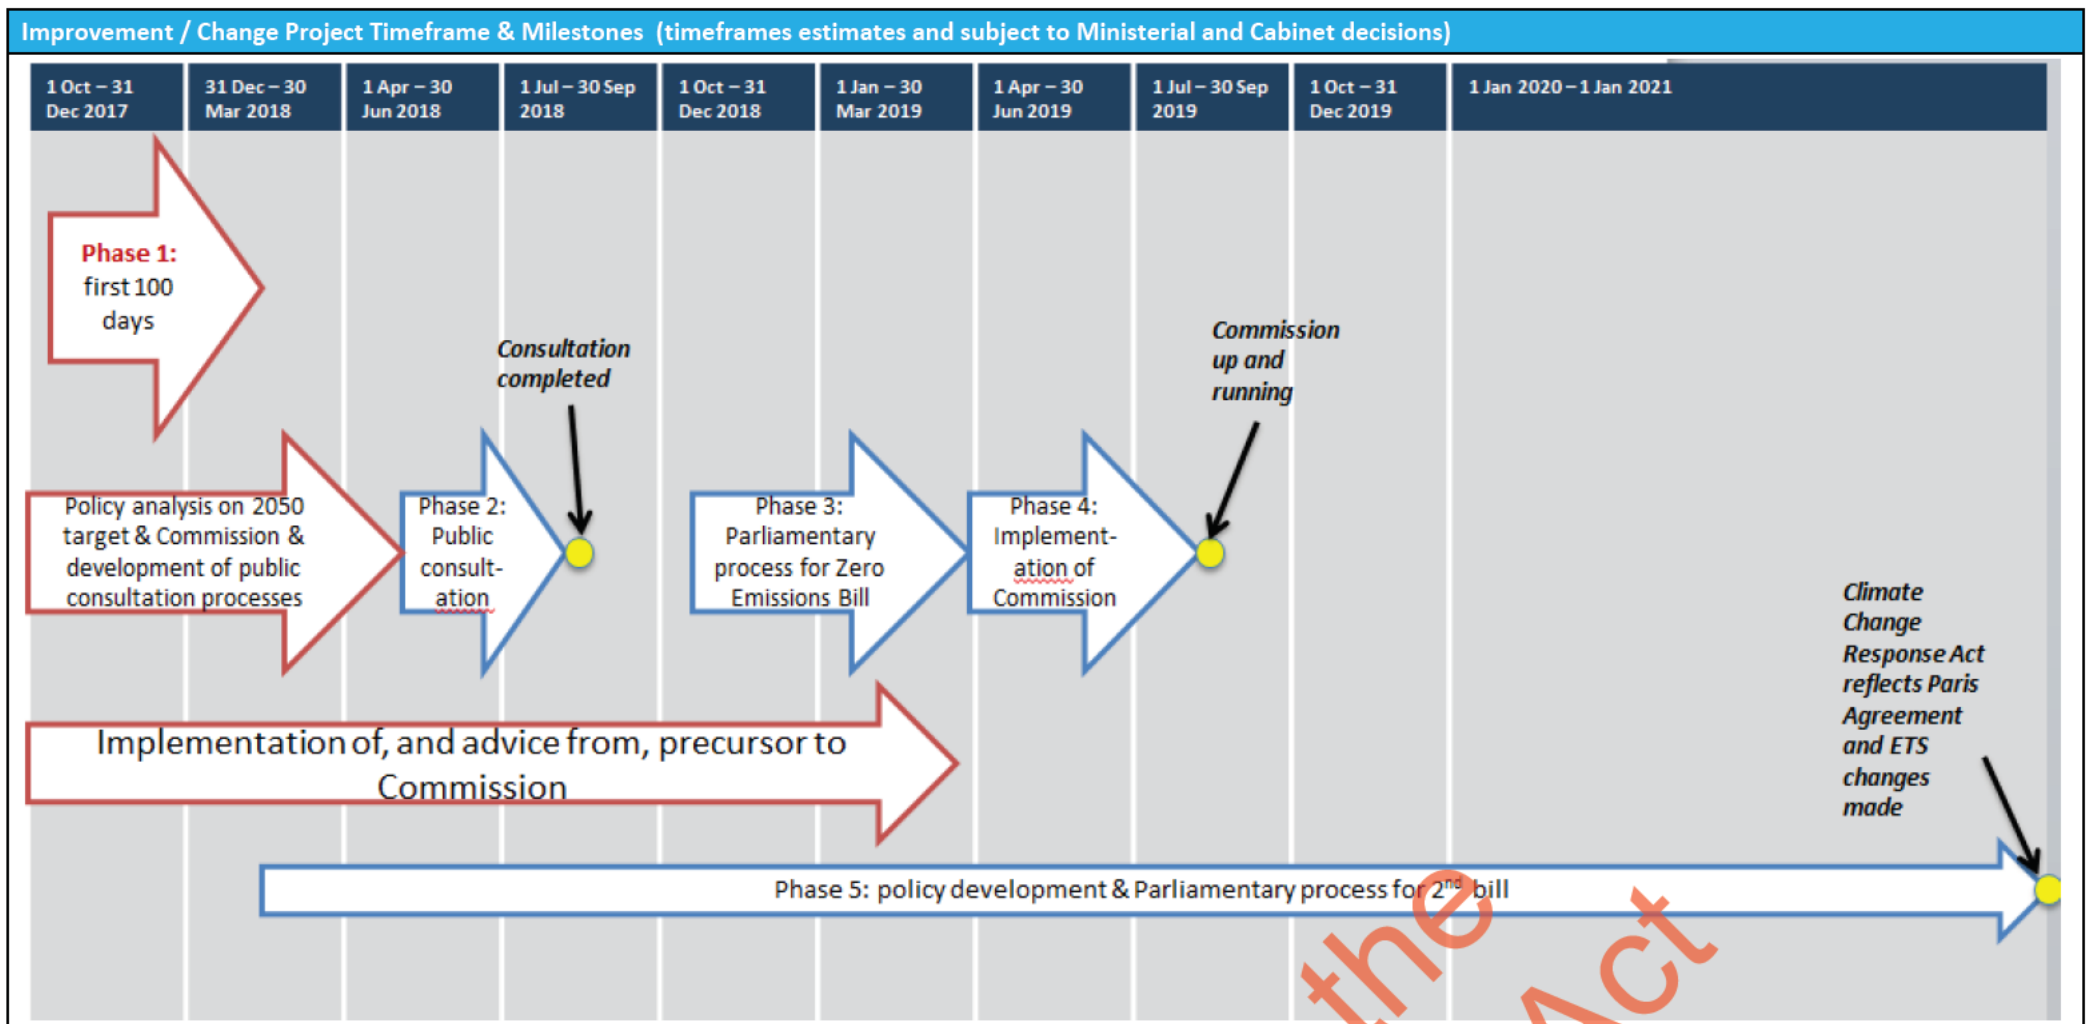 Improvement / Change Project Timeframe & Milestones (timeframes estimates and subject to Ministerial and Cabinet decisions)
1 Oct – 31
Dec 2017
31 Dec – 30
Mar 2018
1 Apr – 30
Jun 2018
1 Jul – 30 Sep
2018
1 Oct – 31
Dec 2018
1 Jan – 30
Mar 2019
1 Apr – 30
Jun 2019
1 Jul – 30 Sep
2019
1 Oct – 31
Dec 2019
1 Jan 2020 – 1 Jan 2021
Phase 1:
first 100
days
Consultation
completed
Commission
up and
running
Policy analysis on 2050
target & Commission &
development of public
consultation processes
Phase 2:
Public
consult-
ation
Phase 3:
Parliamentary
process for Zero
Emissions Bill
Phase 4:
Implement-
ation of
Commission
Climate
Change
Response Act
reflects Paris
Agreement
and ETS
changes
made
Implementation of, and advice from, precursor to
Commission
Phase 5: policy development & Parliamentary process for 2nd bill
the
Act